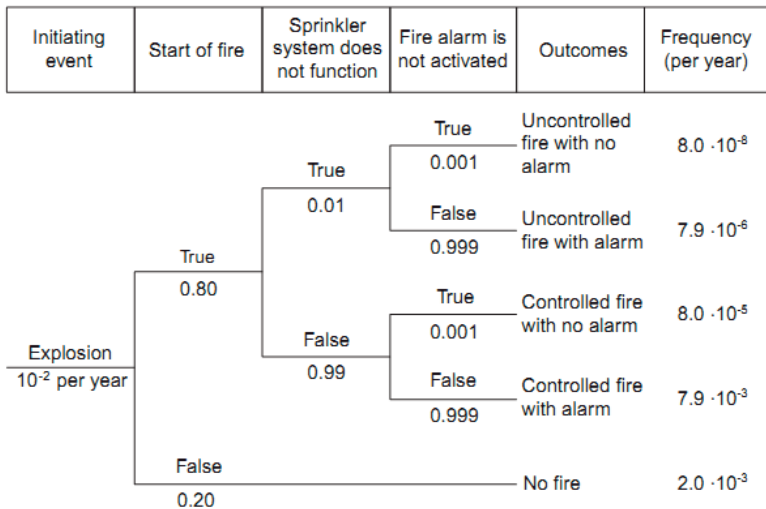 Initiating
event
Start of fire
Sprinkler
system does
not function
Fire alarm is
not activated
Outcomes
Frequency
(per year)
True
0.001
Uncontrolled
fire with no
alarm
8.0 ·10⁻⁸
True
0.01
False
0.999
Uncontrolled
fire with alarm
7.9 ·10⁻⁶
True
0.80
True
0.001
Controlled fire
with no alarm
8.0 ·10⁻⁵
False
0.99
Explosion
10⁻² per year
False
0.999
Controlled fire
with alarm
7.9 ·10⁻³
False
0.20
No fire
2.0 ·10⁻³